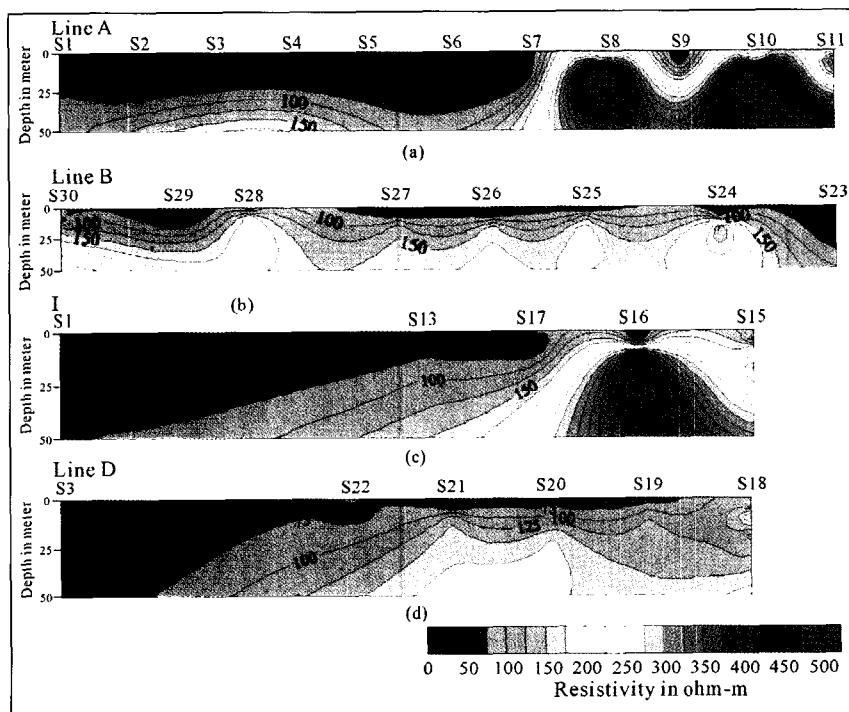 Line A
S1 S2 S3 S4 S5 S6 S7 S8 S9 S10 S11
Depth in meter
0
25
50
100
150
100
150
(a)
Line B
S30 S29 S28 S27 S26 S25 S24 S23
Depth in meter
0
25
50
100
150
100
150
100
150
(b)
I
S1 S13 S17 S16 S15
Depth in meter
0
25
50
100
150
(c)
Line D
S3 S22 S21 S20 S19 S18
Depth in meter
0
25
50
75
100
125
100
(d)
0 50 100 150 200 250 300 350 400 450 500
Resistivity in ohm-m